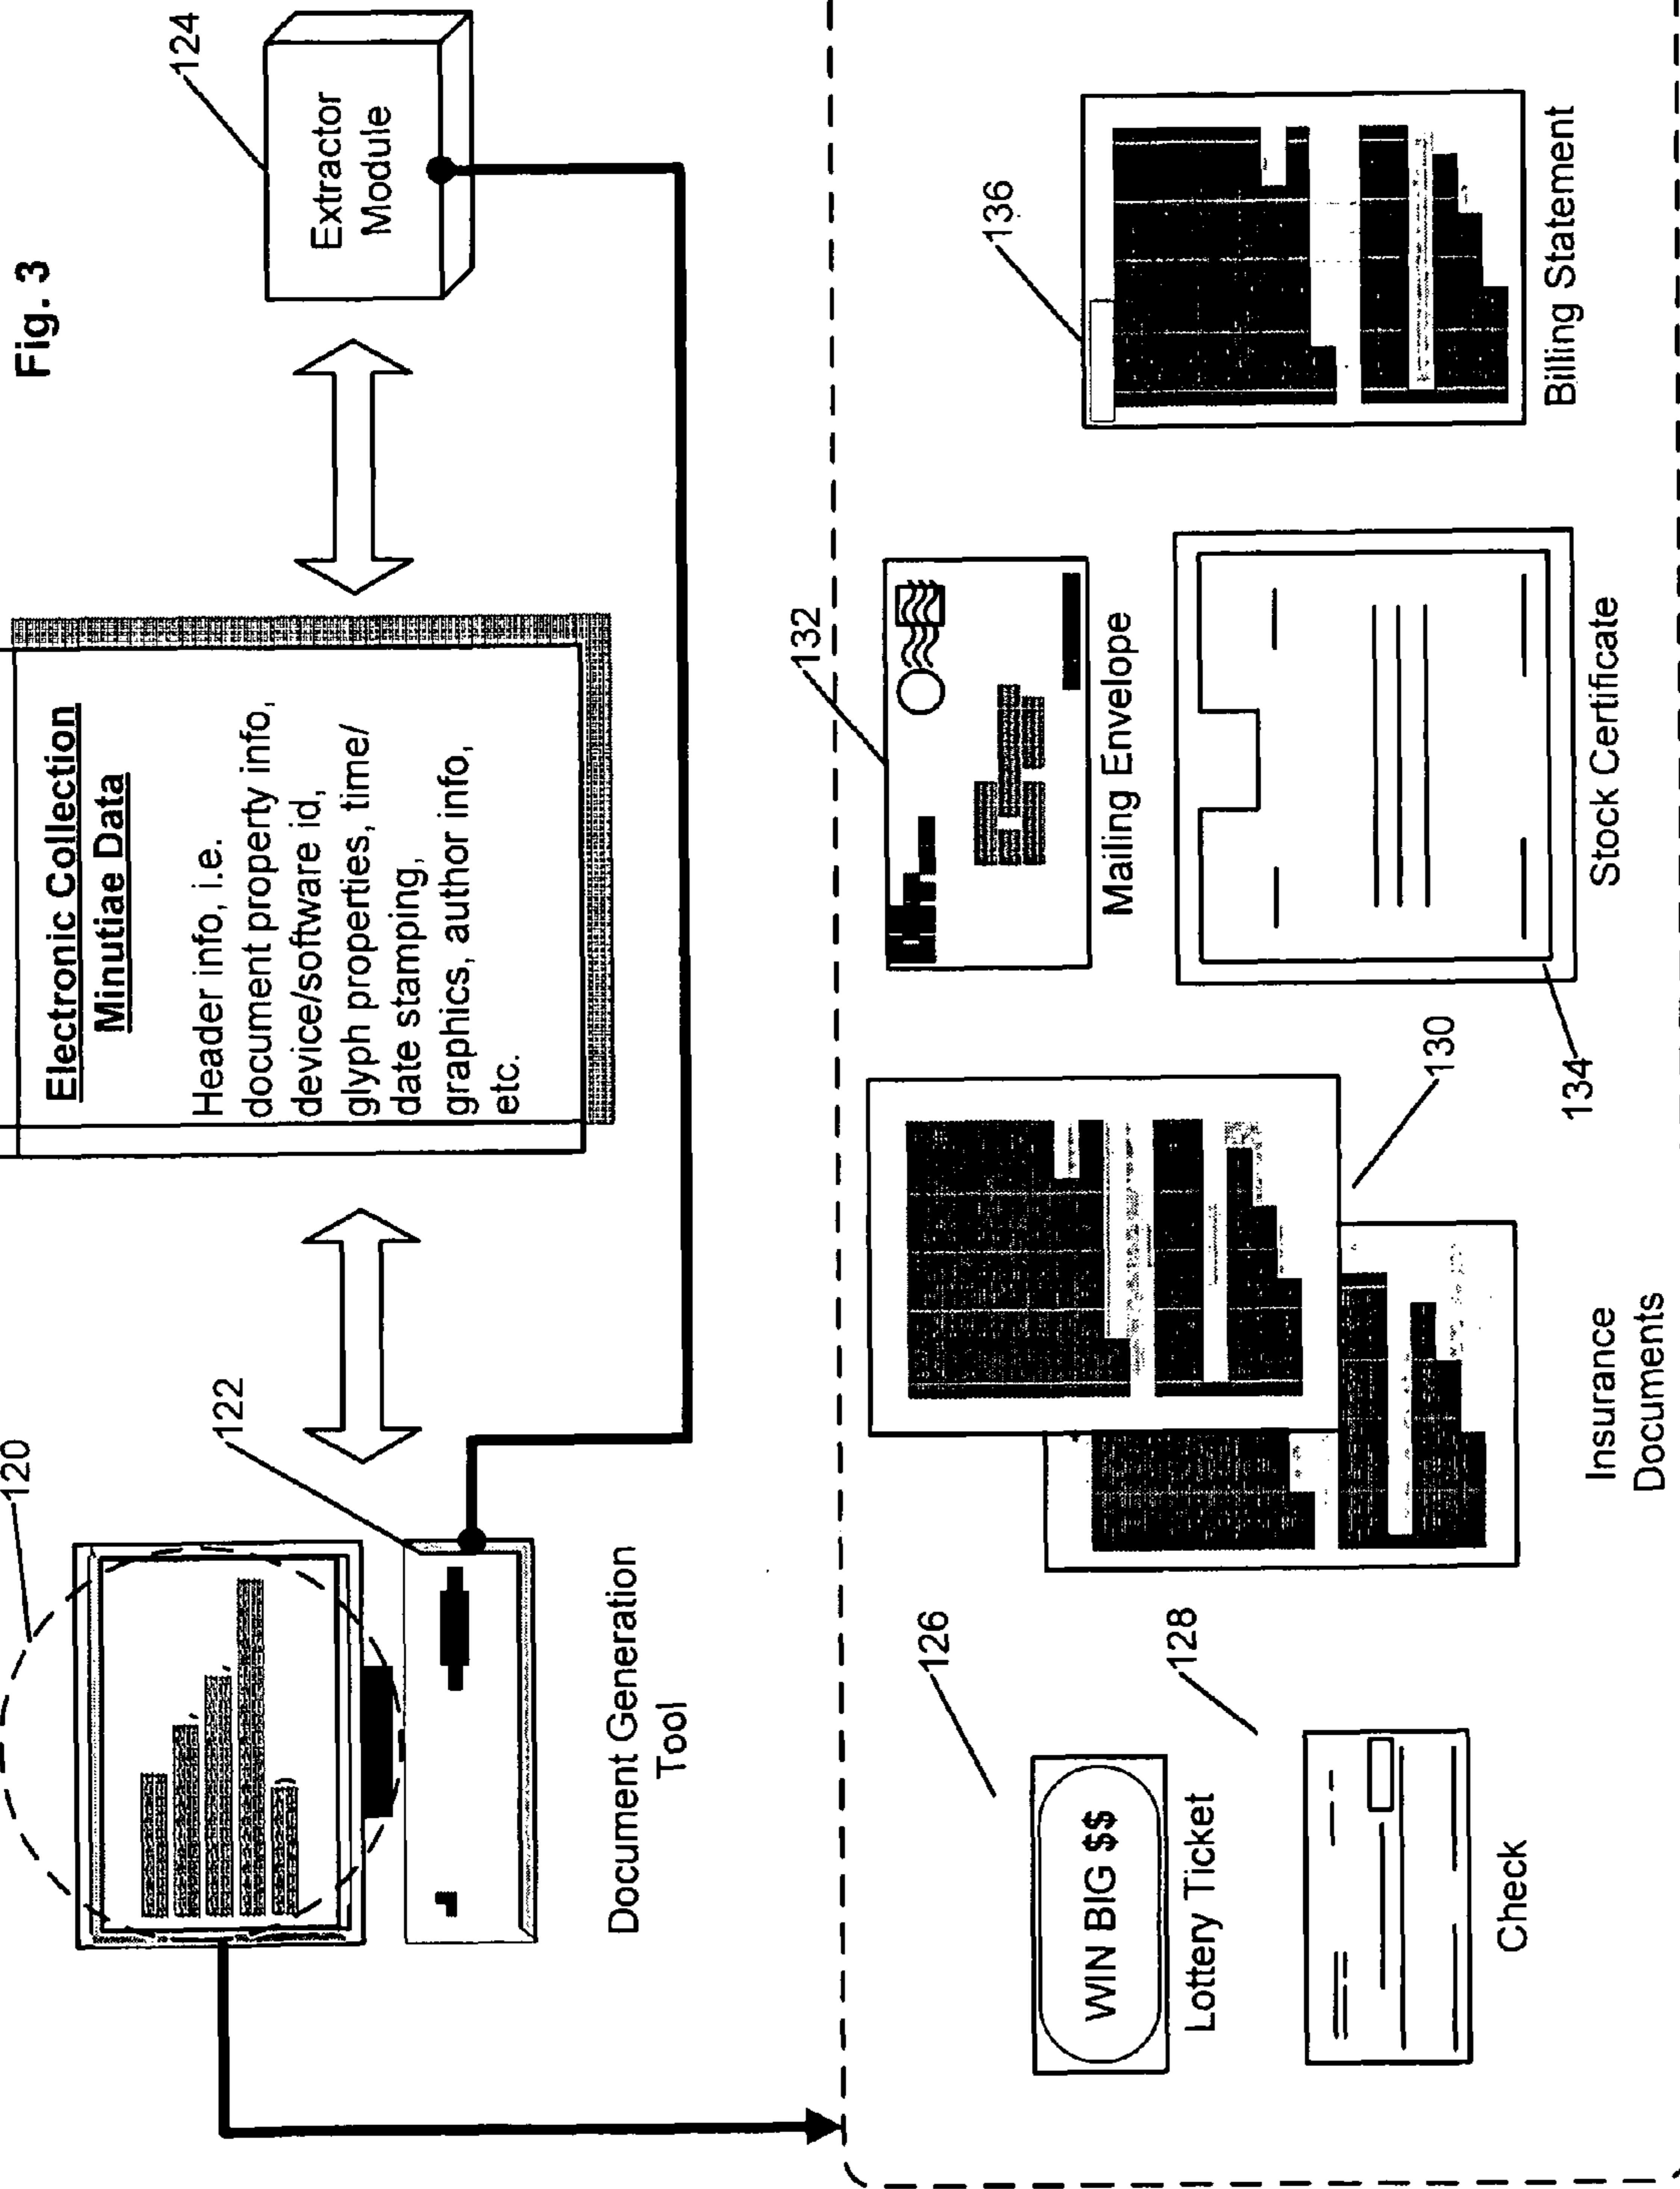 Fig. 3
120
122
Document Generation
Tool
Electronic Collection
Minutiae Data
Header info, i.e.
document property info,
device/software id,
glyph properties, time/
date stamping,
graphics, author info,
etc.
124
Extractor
Module
126
WIN BIG $$
Lottery Ticket
128
Check
130
Insurance
Documents
132
Mailing Envelope
134
Stock Certificate
136
Billing Statement